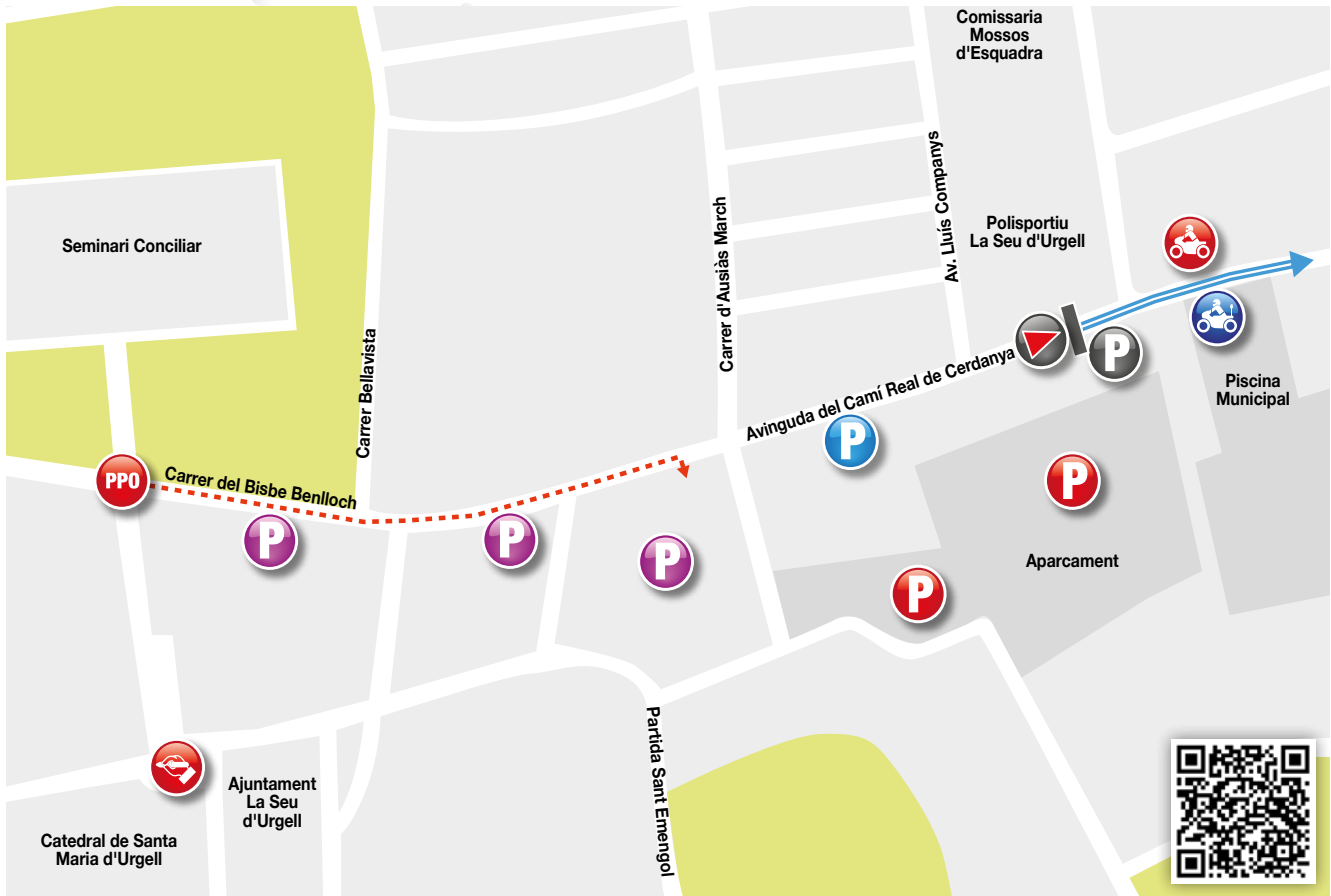 Comissaria
Mossos
d'Esquadra
Seminari Conciliar
Carrer Bellavista
Carrer d'Ausiàs March
Av. Lluís Companys
Polisportiu
La Seu d'Urgell
Avinguda del Camí Real de Cerdanya
P
Piscina
Municipal
P
PPO
Carrer del Bisbe Benlloch
P
P
P
P
Aparcament
P
Partida Sant Ermengol
Ajuntament
La Seu
d'Urgell
Catedral de Santa
Maria d'Urgell